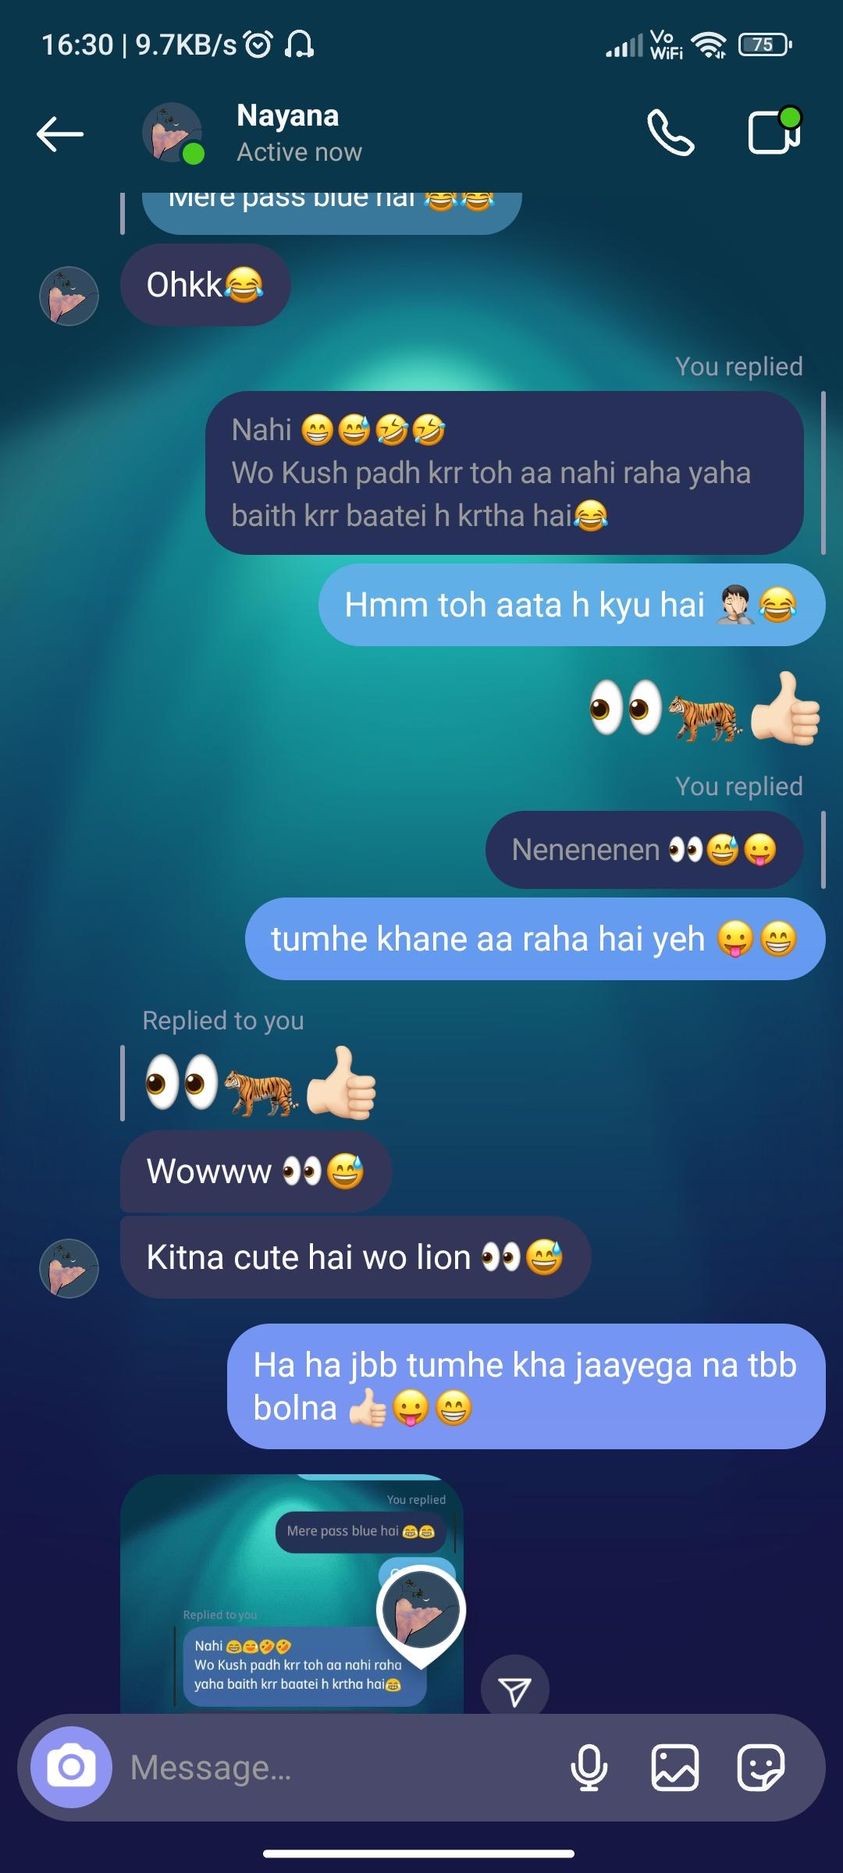 16:30 | 9.7KB/s
Vo
WiFi
75
Nayana
Active now
Mere pass blue hai 😂😂
Ohkk😂
You replied
Nahi 😁😅🤣🤣
Wo Kush padh krr toh aa nahi raha yaha
baith krr baatei h krtha hai😂
Hmm toh aata h kyu hai 🤦🏻😂
👀🐅👍🏻
You replied
Nenenenen 👀😅😛
tumhe khane aa raha hai yeh 😛😁
Replied to you
👀🐅👍🏻
Wowww 👀😅
Kitna cute hai wo lion 👀😅
Ha ha jbb tumhe kha jaayega na tbb
bolna 👍🏻😛😁
You replied
Mere pass blue hai 😂😂
Replied to you
Nahi 😁😅🤣🤣
Wo Kush padh krr toh aa nahi raha
yaha baith krr baatei h krtha hai😂
Message...